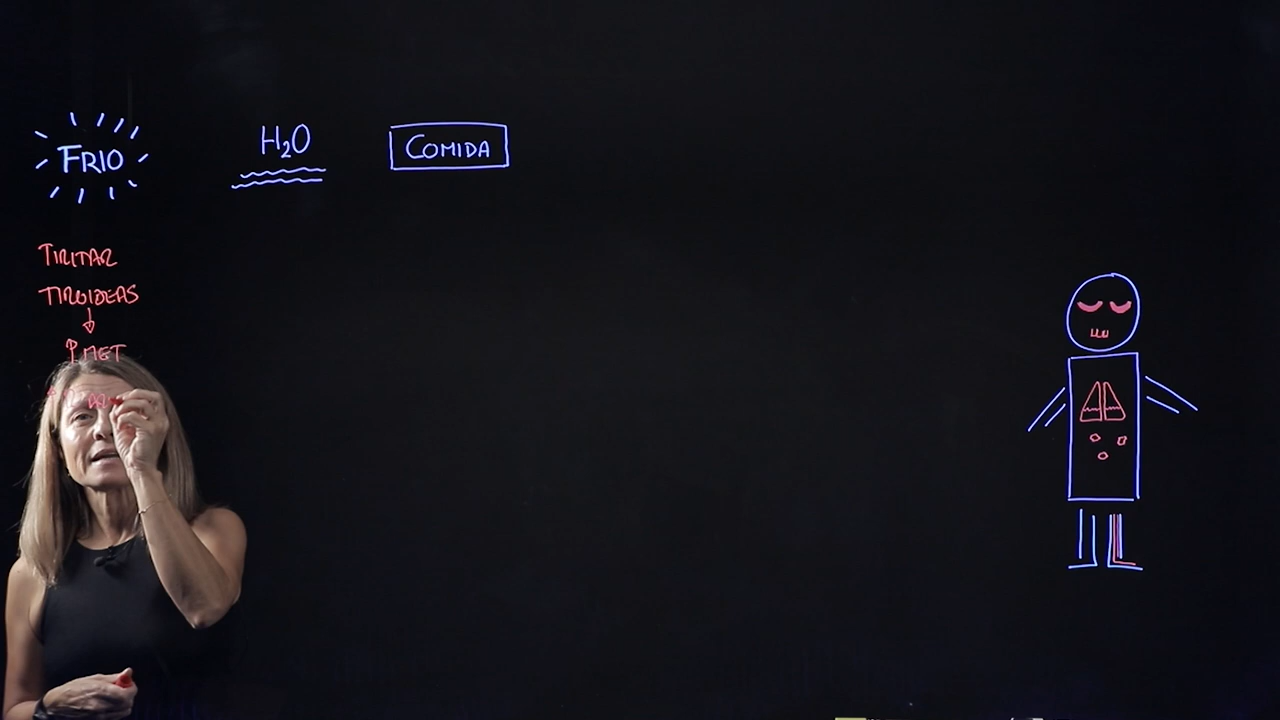 FRIO
H₂O
COMIDA
TIRITAR
TIROIDEAS
↓
↑ MET